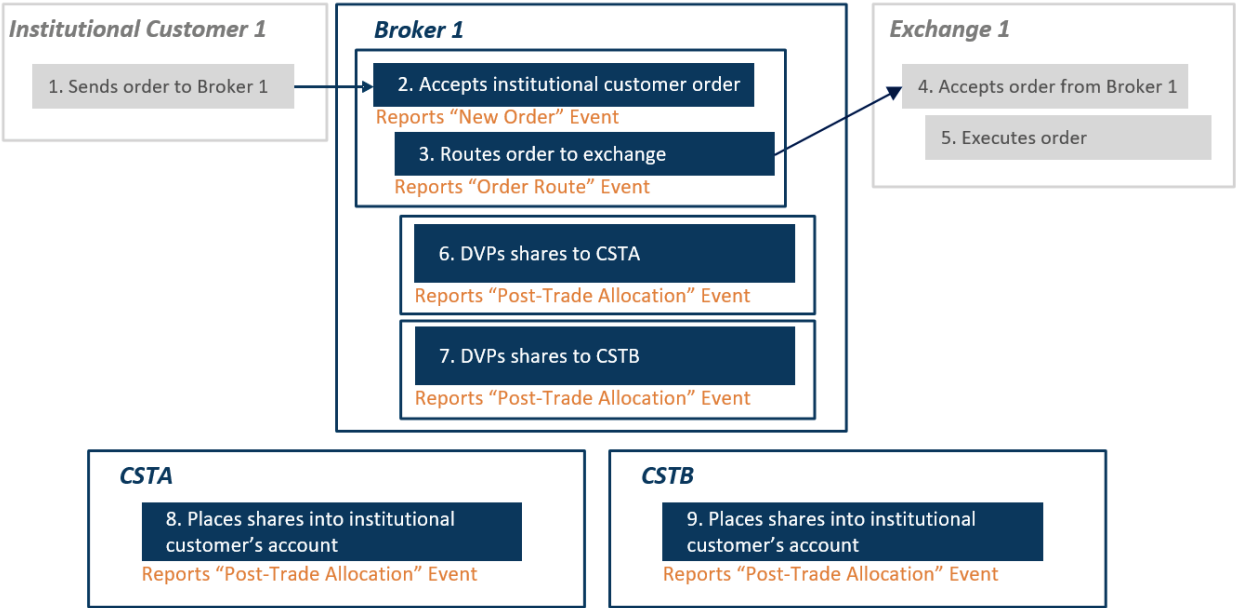 Institutional Customer 1
1. Sends order to Broker 1
Broker 1
2. Accepts institutional customer order
Reports “New Order” Event
3. Routes order to exchange
Reports “Order Route” Event
Exchange 1
4. Accepts order from Broker 1
5. Executes order
6. DVPs shares to CSTA
Reports “Post-Trade Allocation” Event
7. DVPs shares to CSTB
Reports “Post-Trade Allocation” Event
CSTA
8. Places shares into institutional
customer’s account
Reports “Post-Trade Allocation” Event
CSTB
9. Places shares into institutional
customer’s account
Reports “Post-Trade Allocation” Event